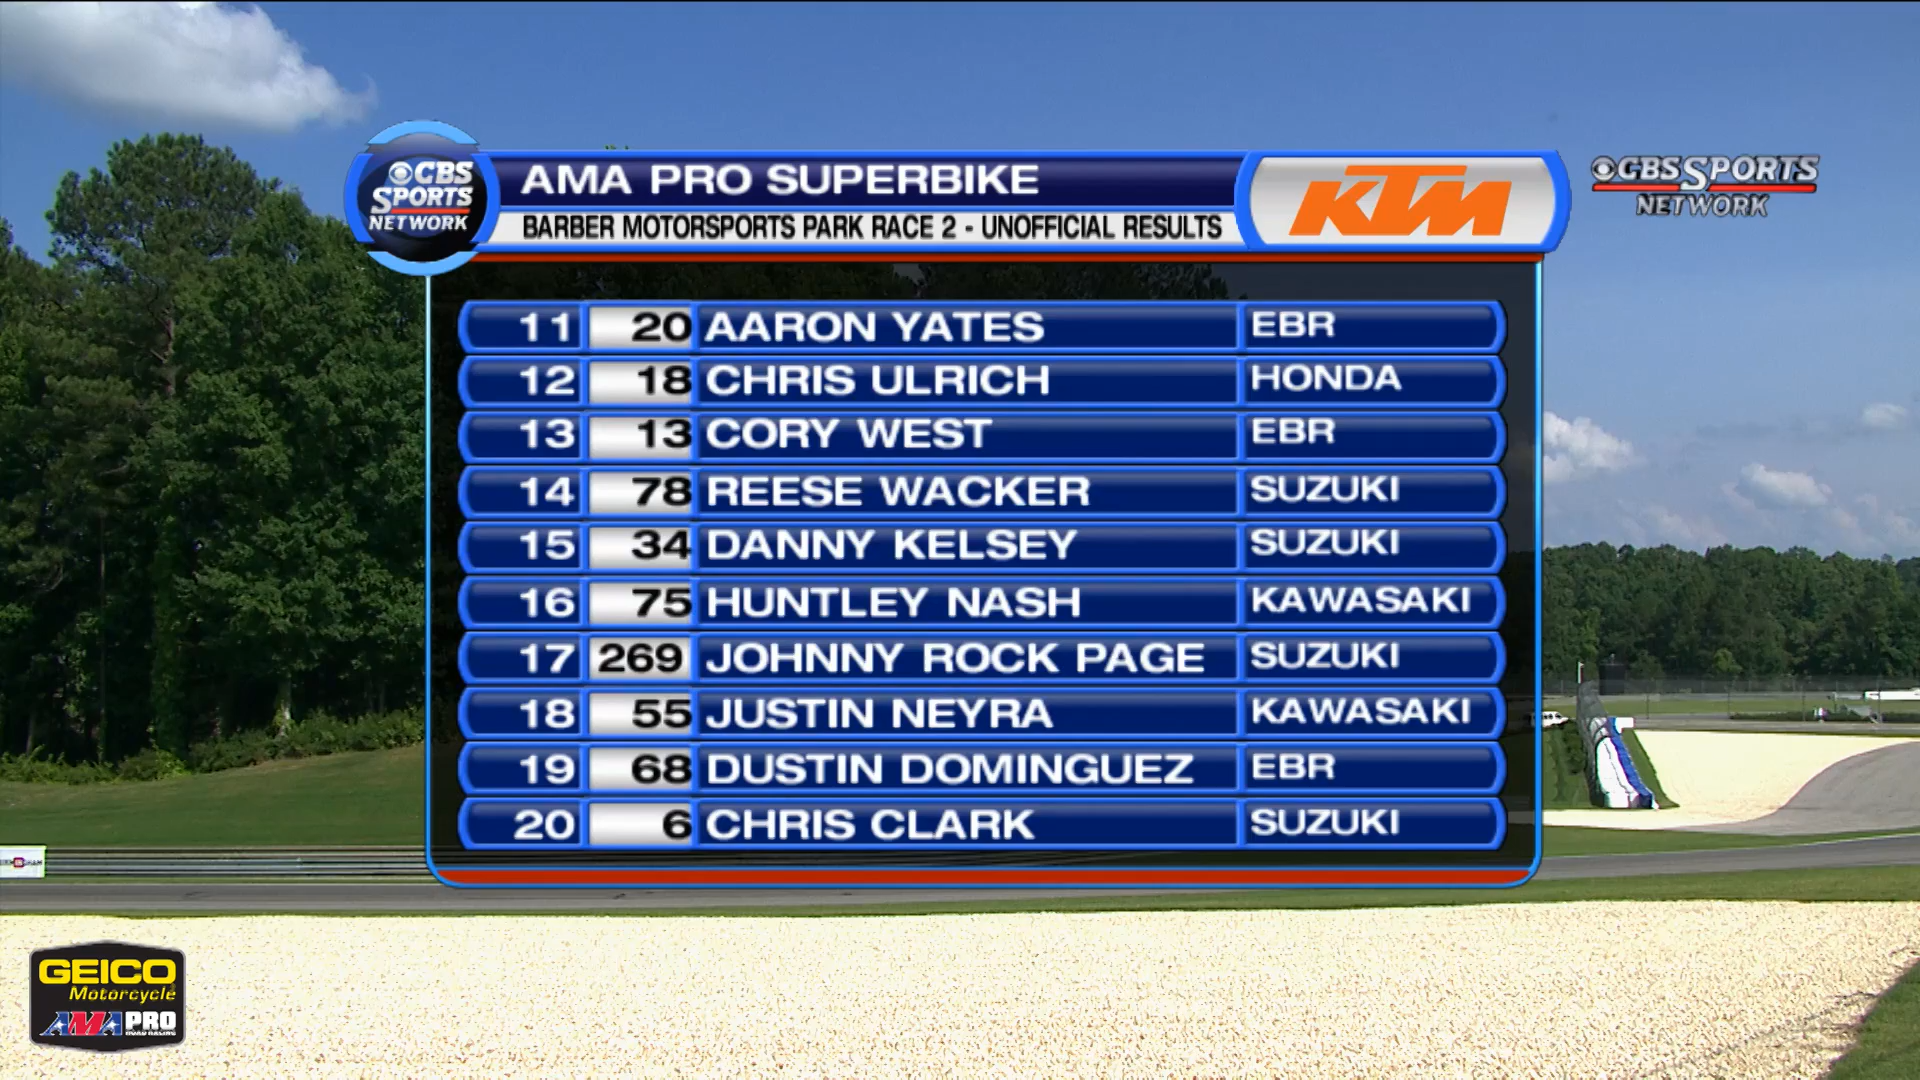 CBS SPORTS NETWORK
AMA PRO SUPERBIKE
BARBER MOTORSPORTS PARK RACE 2 - UNOFFICIAL RESULTS
KTM
CBS SPORTS
NETWORK
11 20 AARON YATES EBR
12 18 CHRIS ULRICH HONDA
13 13 CORY WEST EBR
14 78 REESE WACKER SUZUKI
15 34 DANNY KELSEY SUZUKI
16 75 HUNTLEY NASH KAWASAKI
17 269 JOHNNY ROCK PAGE SUZUKI
18 55 JUSTIN NEYRA KAWASAKI
19 68 DUSTIN DOMINGUEZ EBR
20 6 CHRIS CLARK SUZUKI
GEICO
Motorcycle
AMA PRO
ROAD RACING